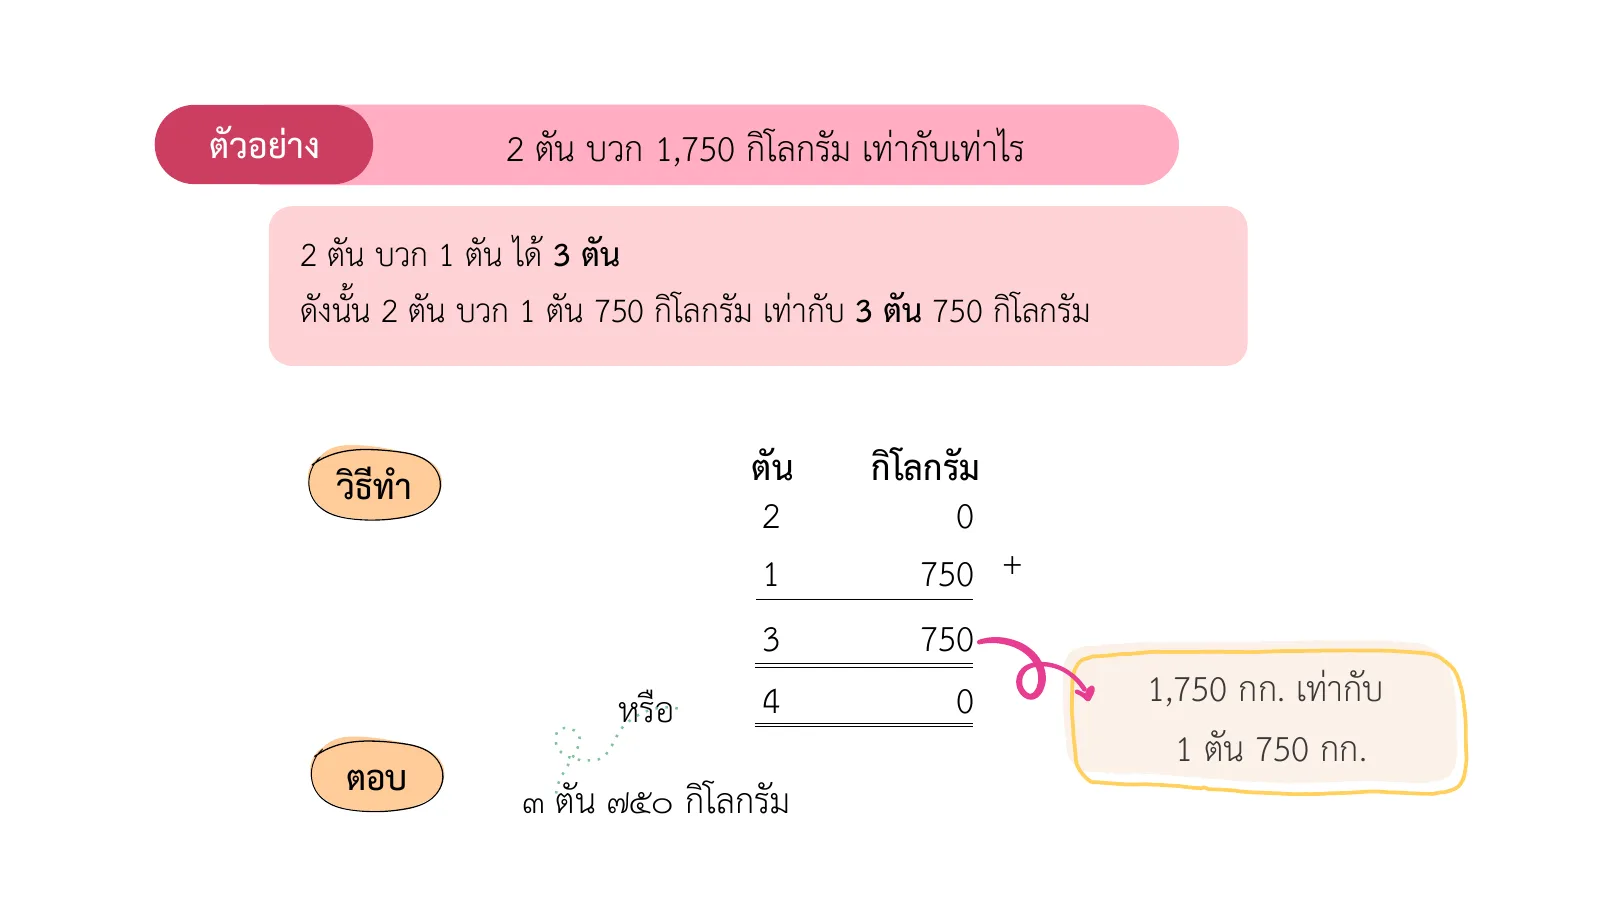 ตัวอย่าง 2 ตัน บวก 1,750 กิโลกรัม เท่ากับเท่าไร
2 ตัน บวก 1 ตัน ได้ 3 ตัน
ดังนั้น 2 ตัน บวก 1 ตัน 750 กิโลกรัม เท่ากับ 3 ตัน 750 กิโลกรัม
วิธีทำ
ตัน กิโลกรัม
2 0
1 750 +
3 750
หรือ 4 0
1,750 กก. เท่ากับ
1 ตัน 750 กก.
ตอบ
๓ ตัน ๗๕๐ กิโลกรัม